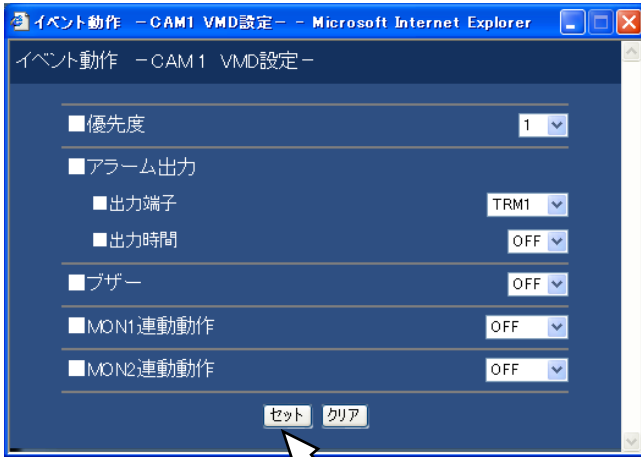 イベント動作 －CAM1 VMD設定－ - Microsoft Internet Explorer
イベント動作 －CAM1 VMD設定－
■優先度 1
■アラーム出力
■出力端子 TRM1
■出力時間 OFF
■ブザー OFF
■MON1連動動作 OFF
■MON2連動動作 OFF
セット クリア